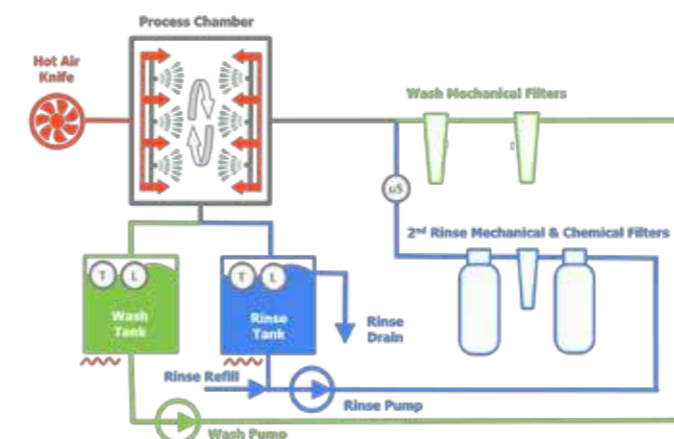 Process Chamber
Hot Air
Knife
Wash Mechanical Filters
uS
2nd Rinse Mechanical & Chemical Filters
T
L
T
L
Wash
Tank
Rinse
Tank
Rinse
Drain
Rinse Refill
Rinse Pump
Wash Pump